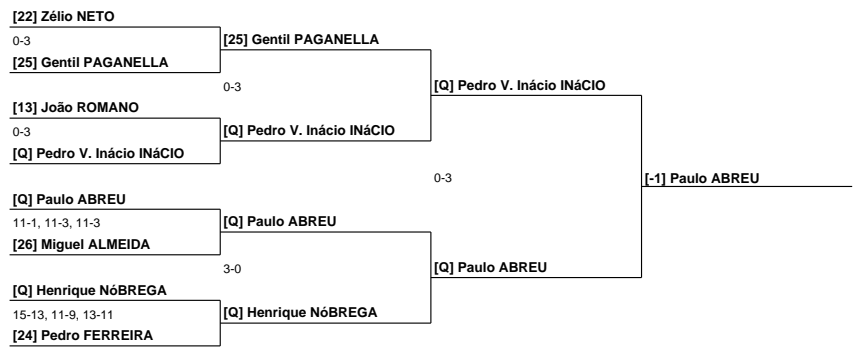 [22] Zélio NETO
0-3
[25] Gentil PAGANELLA
[25] Gentil PAGANELLA
0-3
[Q] Pedro V. Inácio INáCIO
[13] João ROMANO
0-3
[Q] Pedro V. Inácio INáCIO
[Q] Pedro V. Inácio INáCIO
0-3
[-1] Paulo ABREU
[Q] Paulo ABREU
11-1, 11-3, 11-3
[Q] Paulo ABREU
[26] Miguel ALMEIDA
3-0
[Q] Paulo ABREU
[Q] Henrique NóBREGA
15-13, 11-9, 13-11
[Q] Henrique NóBREGA
[24] Pedro FERREIRA